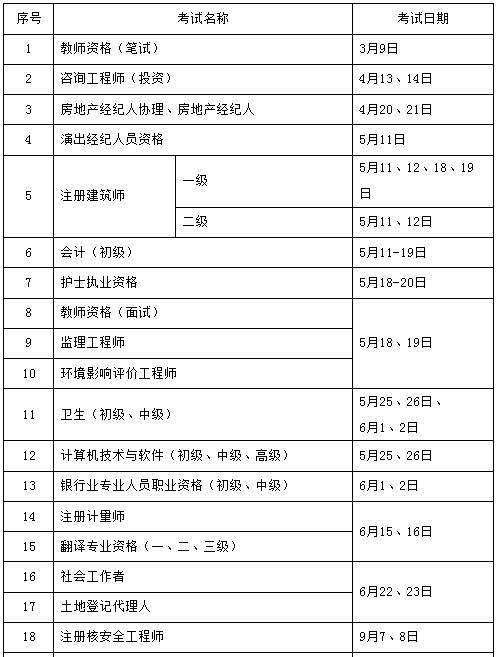 序号 考试名称 考试日期
1 教师资格（笔试） 3月9日
2 咨询工程师（投资） 4月13、14日
3 房地产经纪人协理、房地产经纪人 4月20、21日
4 演出经纪人员资格 5月11日
5 注册建筑师 一级 5月11、12、18、19
日
二级 5月11、12日
6 会计（初级） 5月11-19日
7 护士执业资格 5月18-20日
8 教师资格（面试）
9 监理工程师 5月18、19日
10 环境影响评价工程师
11 卫生（初级、中级） 5月25、26日、
6月1、2日
12 计算机技术与软件（初级、中级、高级） 5月25、26日
13 银行业专业人员职业资格（初级、中级） 6月1、2日
14 注册计量师 6月15、16日
15 翻译专业资格（一、二、三级）
16 社会工作者 6月22、23日
17 土地登记代理人
18 注册核安全工程师 9月7、8日